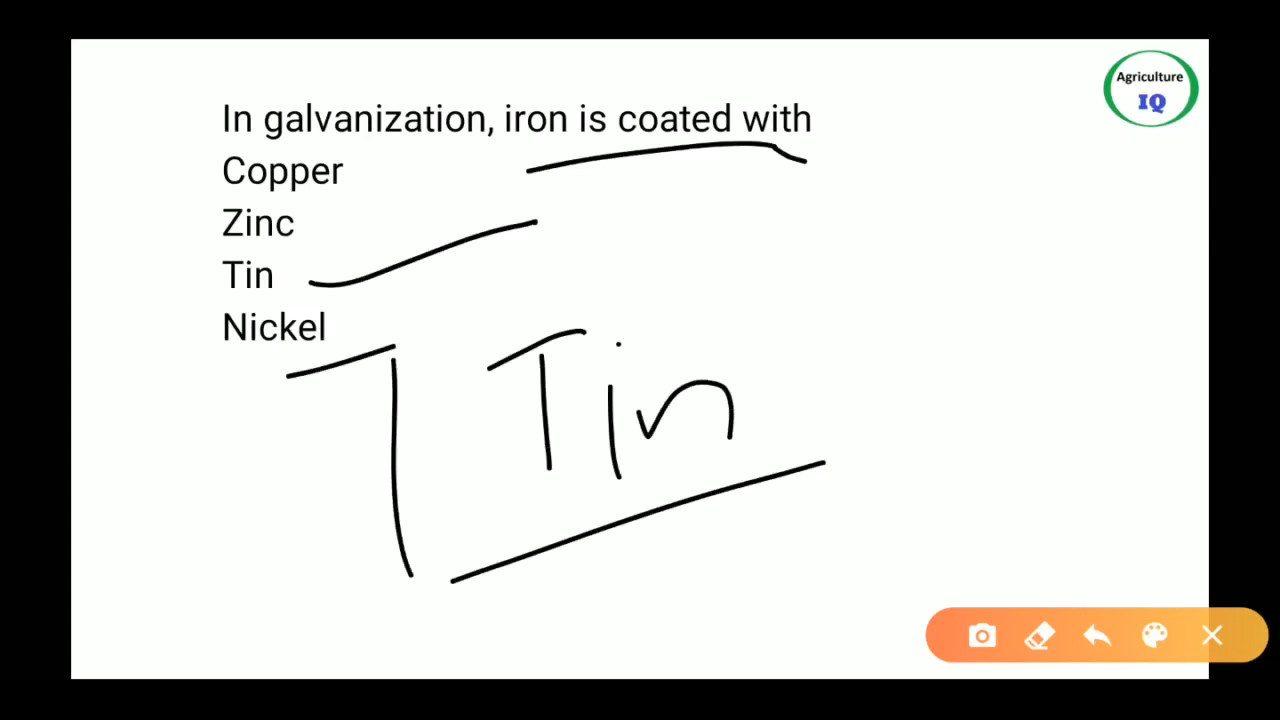 Agriculture
IQ
In galvanization, iron is coated with
Copper
Zinc
Tin
Nickel
Tin